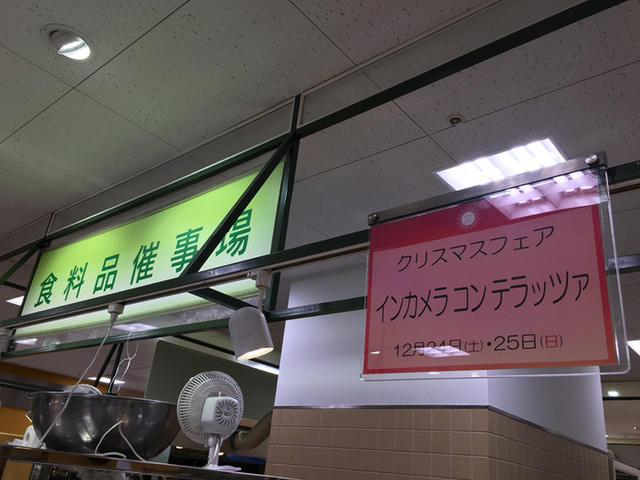 食料品催事場
クリスマスフェア
インカメラ コン テラッツァ
12月24日(土)・25日(日)